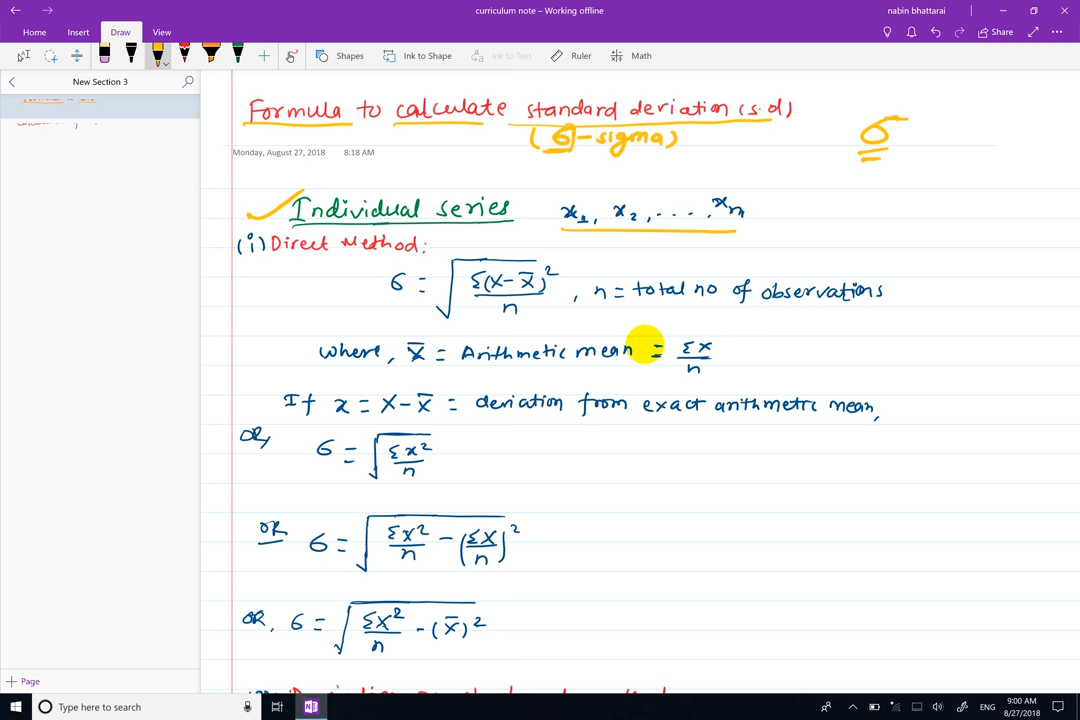 curriculum note – Working offline
nabin bhattarai
Home Insert Draw View
Share
Shapes Ink to Shape Ink to Text Ruler Math
New Section 3
Formula to calculate standard deviation (s.d)
(σ - sigma) σ
Monday, August 27, 2018 8:18 AM
Individual series x₁, x₂, ...., xₙ
(i) Direct Method:
σ = √(Σ(X-X̄)²/n), n = total no of observations
where, X̄ = Arithmetic mean = ΣX/n
If x = X-X̄ = deviation from exact arithmetic mean,
OR, σ = √(Σx²/n)
OR σ = √(Σx²/n - (ΣX/n)²)
OR, σ = √(ΣX²/n - (X̄)²)
Page
Type here to search
9:00 AM
8/27/2018